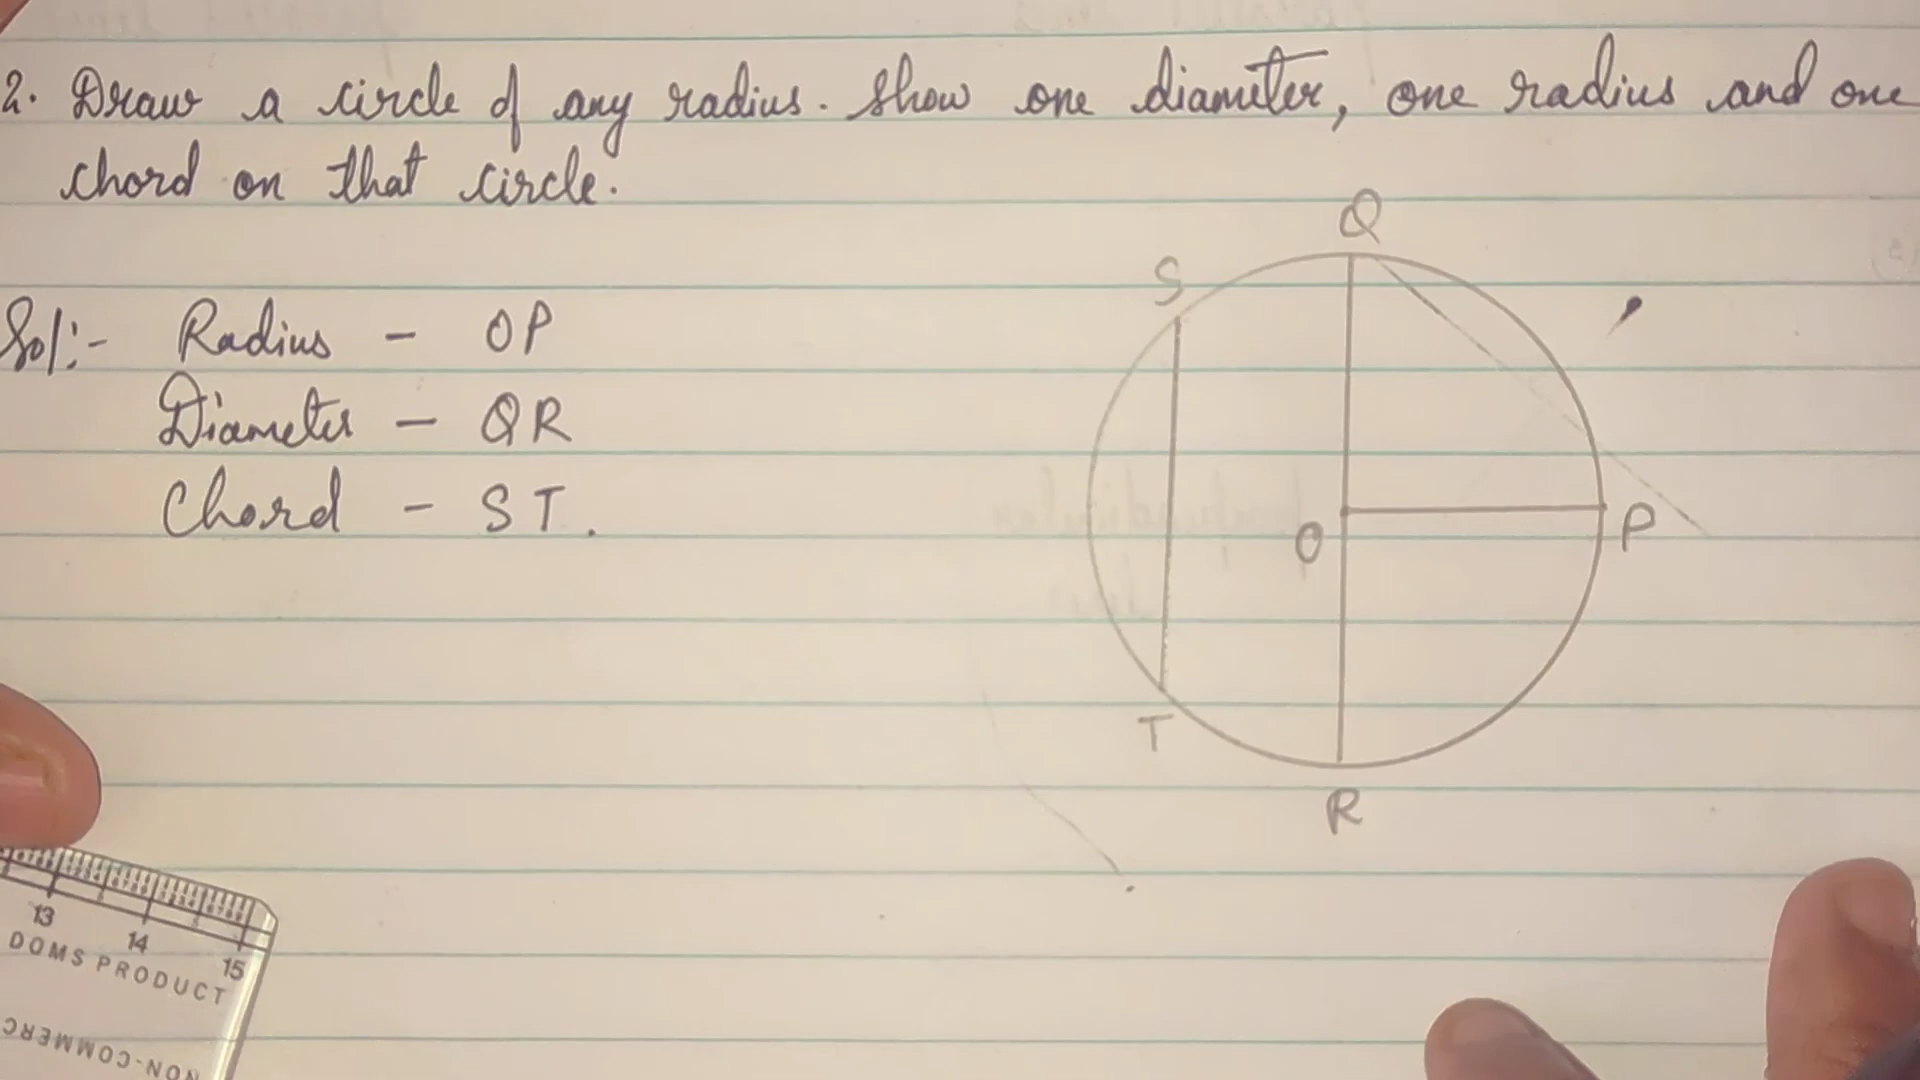 2. Draw a circle of any radius. Show one diameter, one radius and one
chord on that circle.
Sol:- Radius - OP
Diameter - QR
Chord - ST.
Q
S
O
P
T
R
13 14 15
DOMS PRODUCT
NON-COMMERC